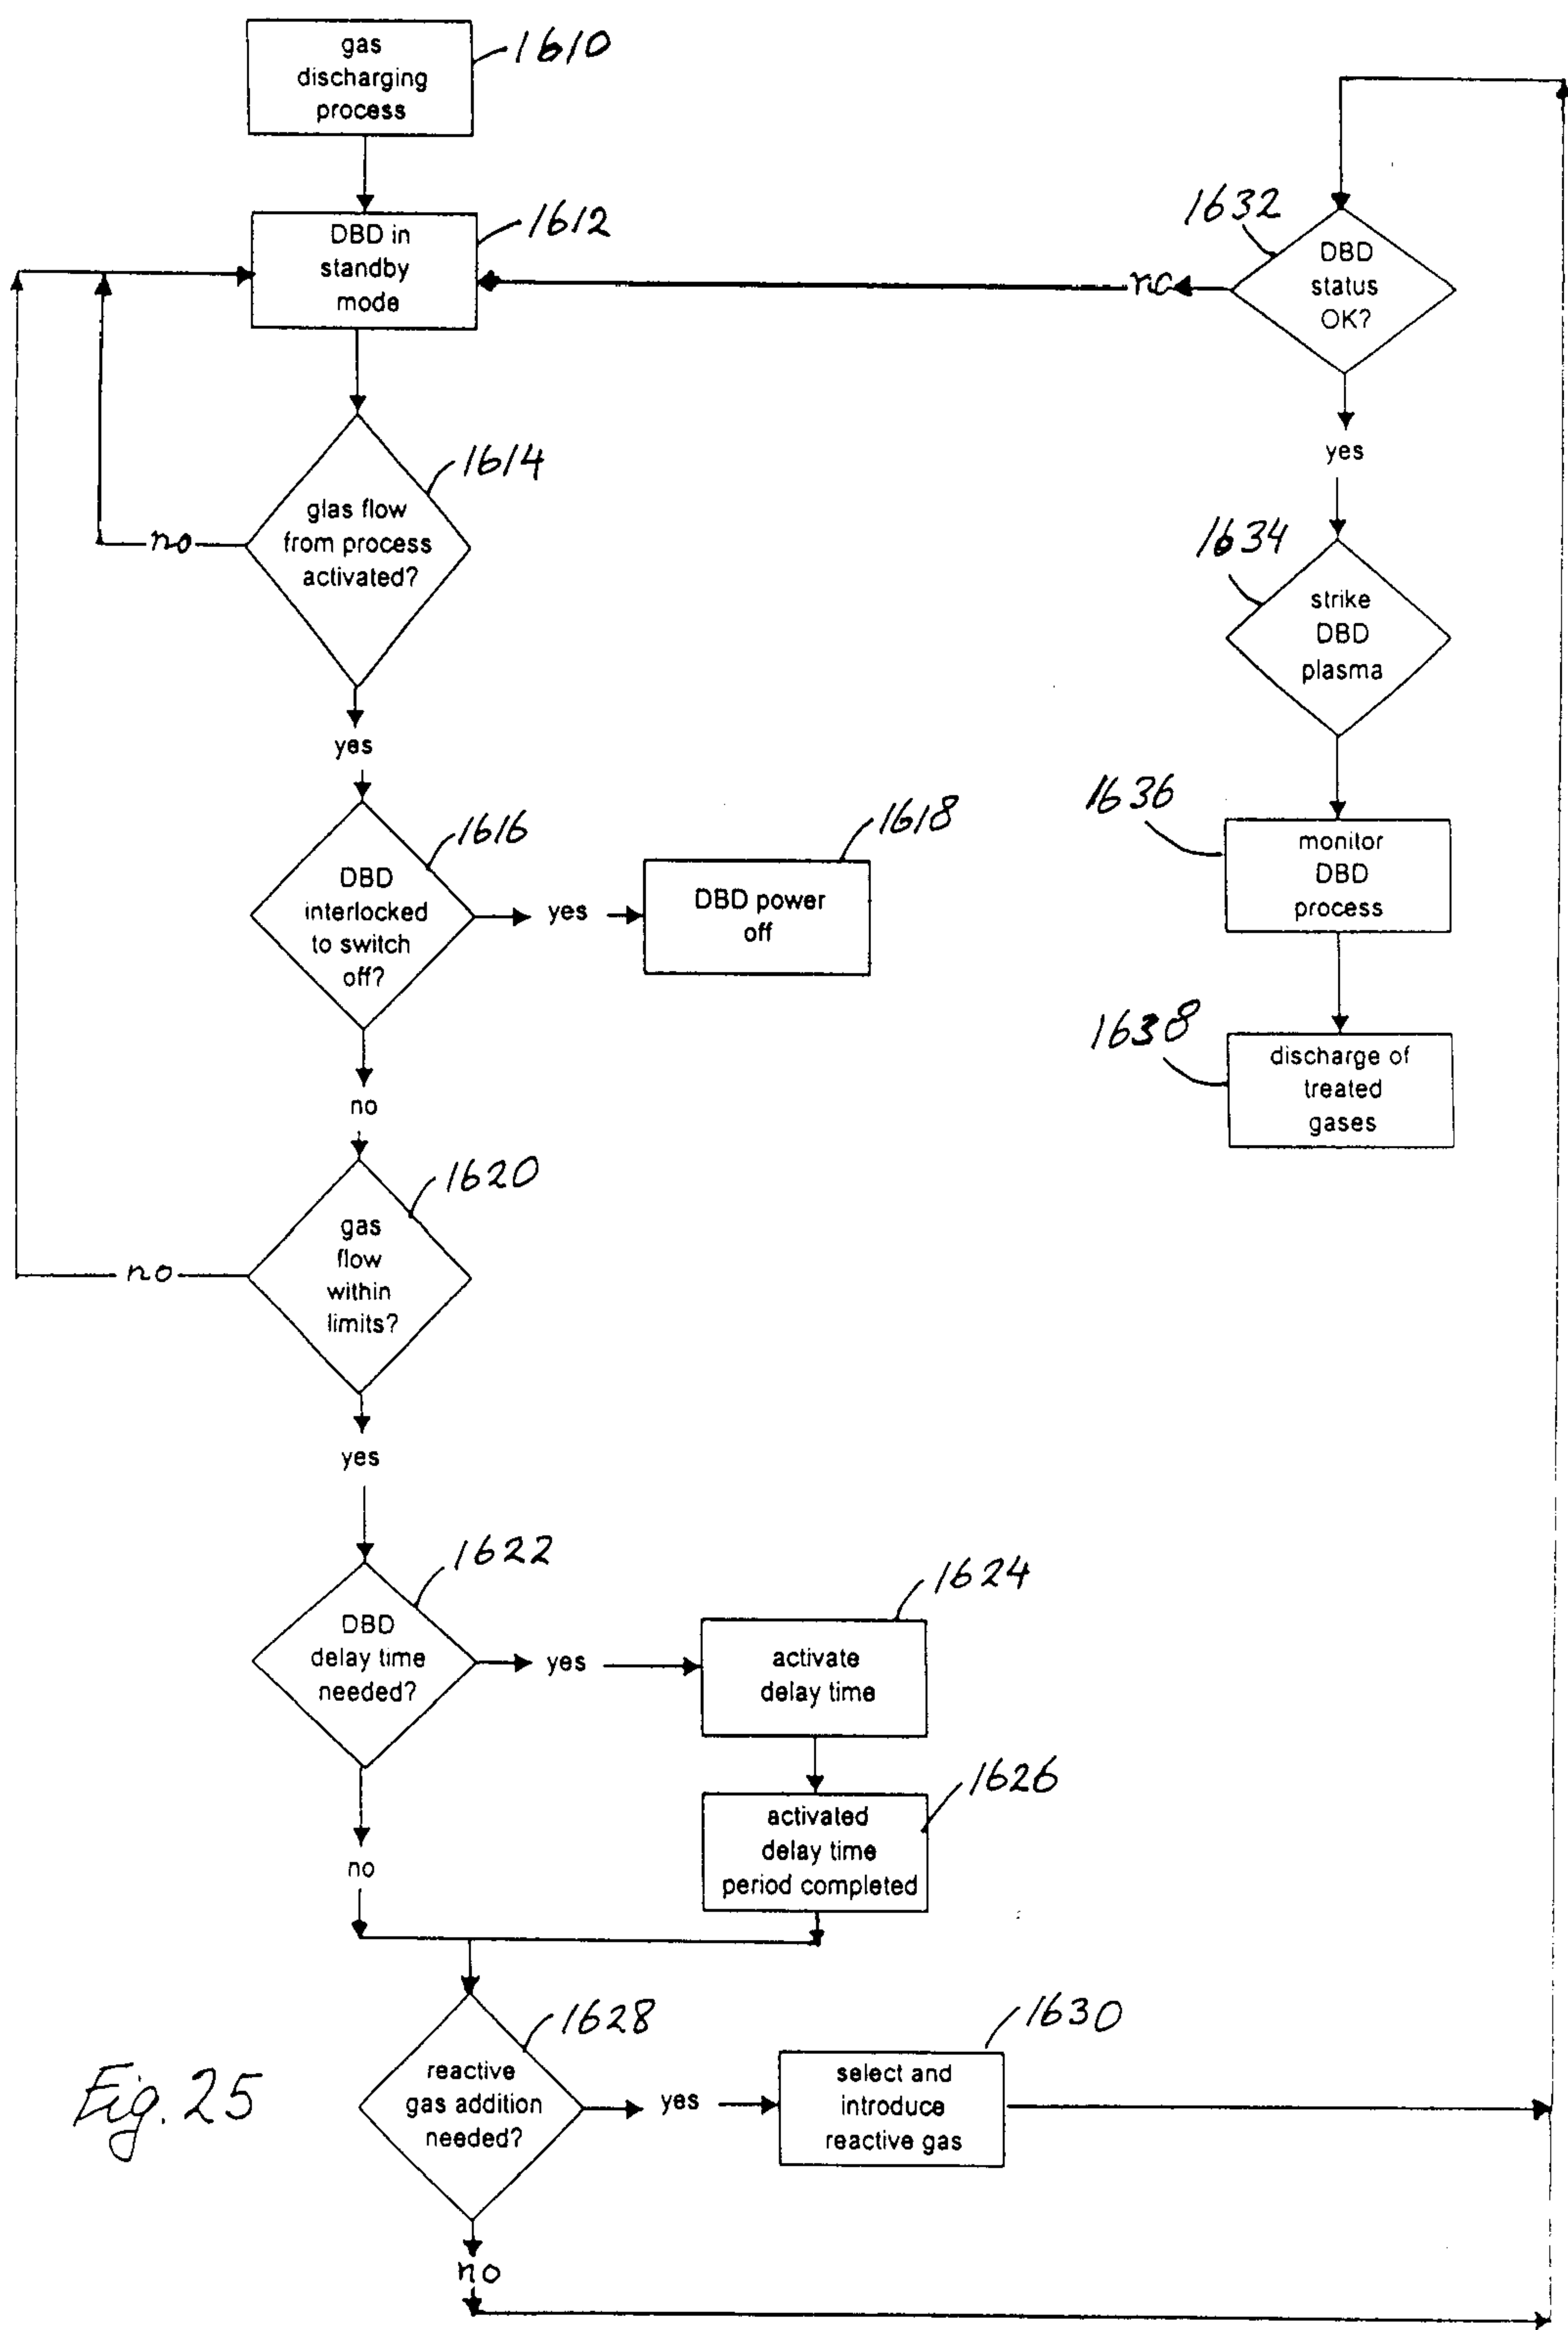 gas
discharging
process
1610
DBD in
standby
mode
1612
glas flow
from process
activated?
1614
no
yes
DBD
interlocked
to switch
off?
1616
yes
DBD power
off
1618
no
gas
flow
within
limits?
1620
no
yes
DBD
delay time
needed?
1622
yes
activate
delay time
1624
activated
delay time
period completed
1626
no
reactive
gas addition
needed?
1628
yes
select and
introduce
reactive gas
1630
no
DBD
status
OK?
1632
no
yes
strike
DBD
plasma
1634
monitor
DBD
process
1636
discharge of
treated
gases
1638
Fig. 25